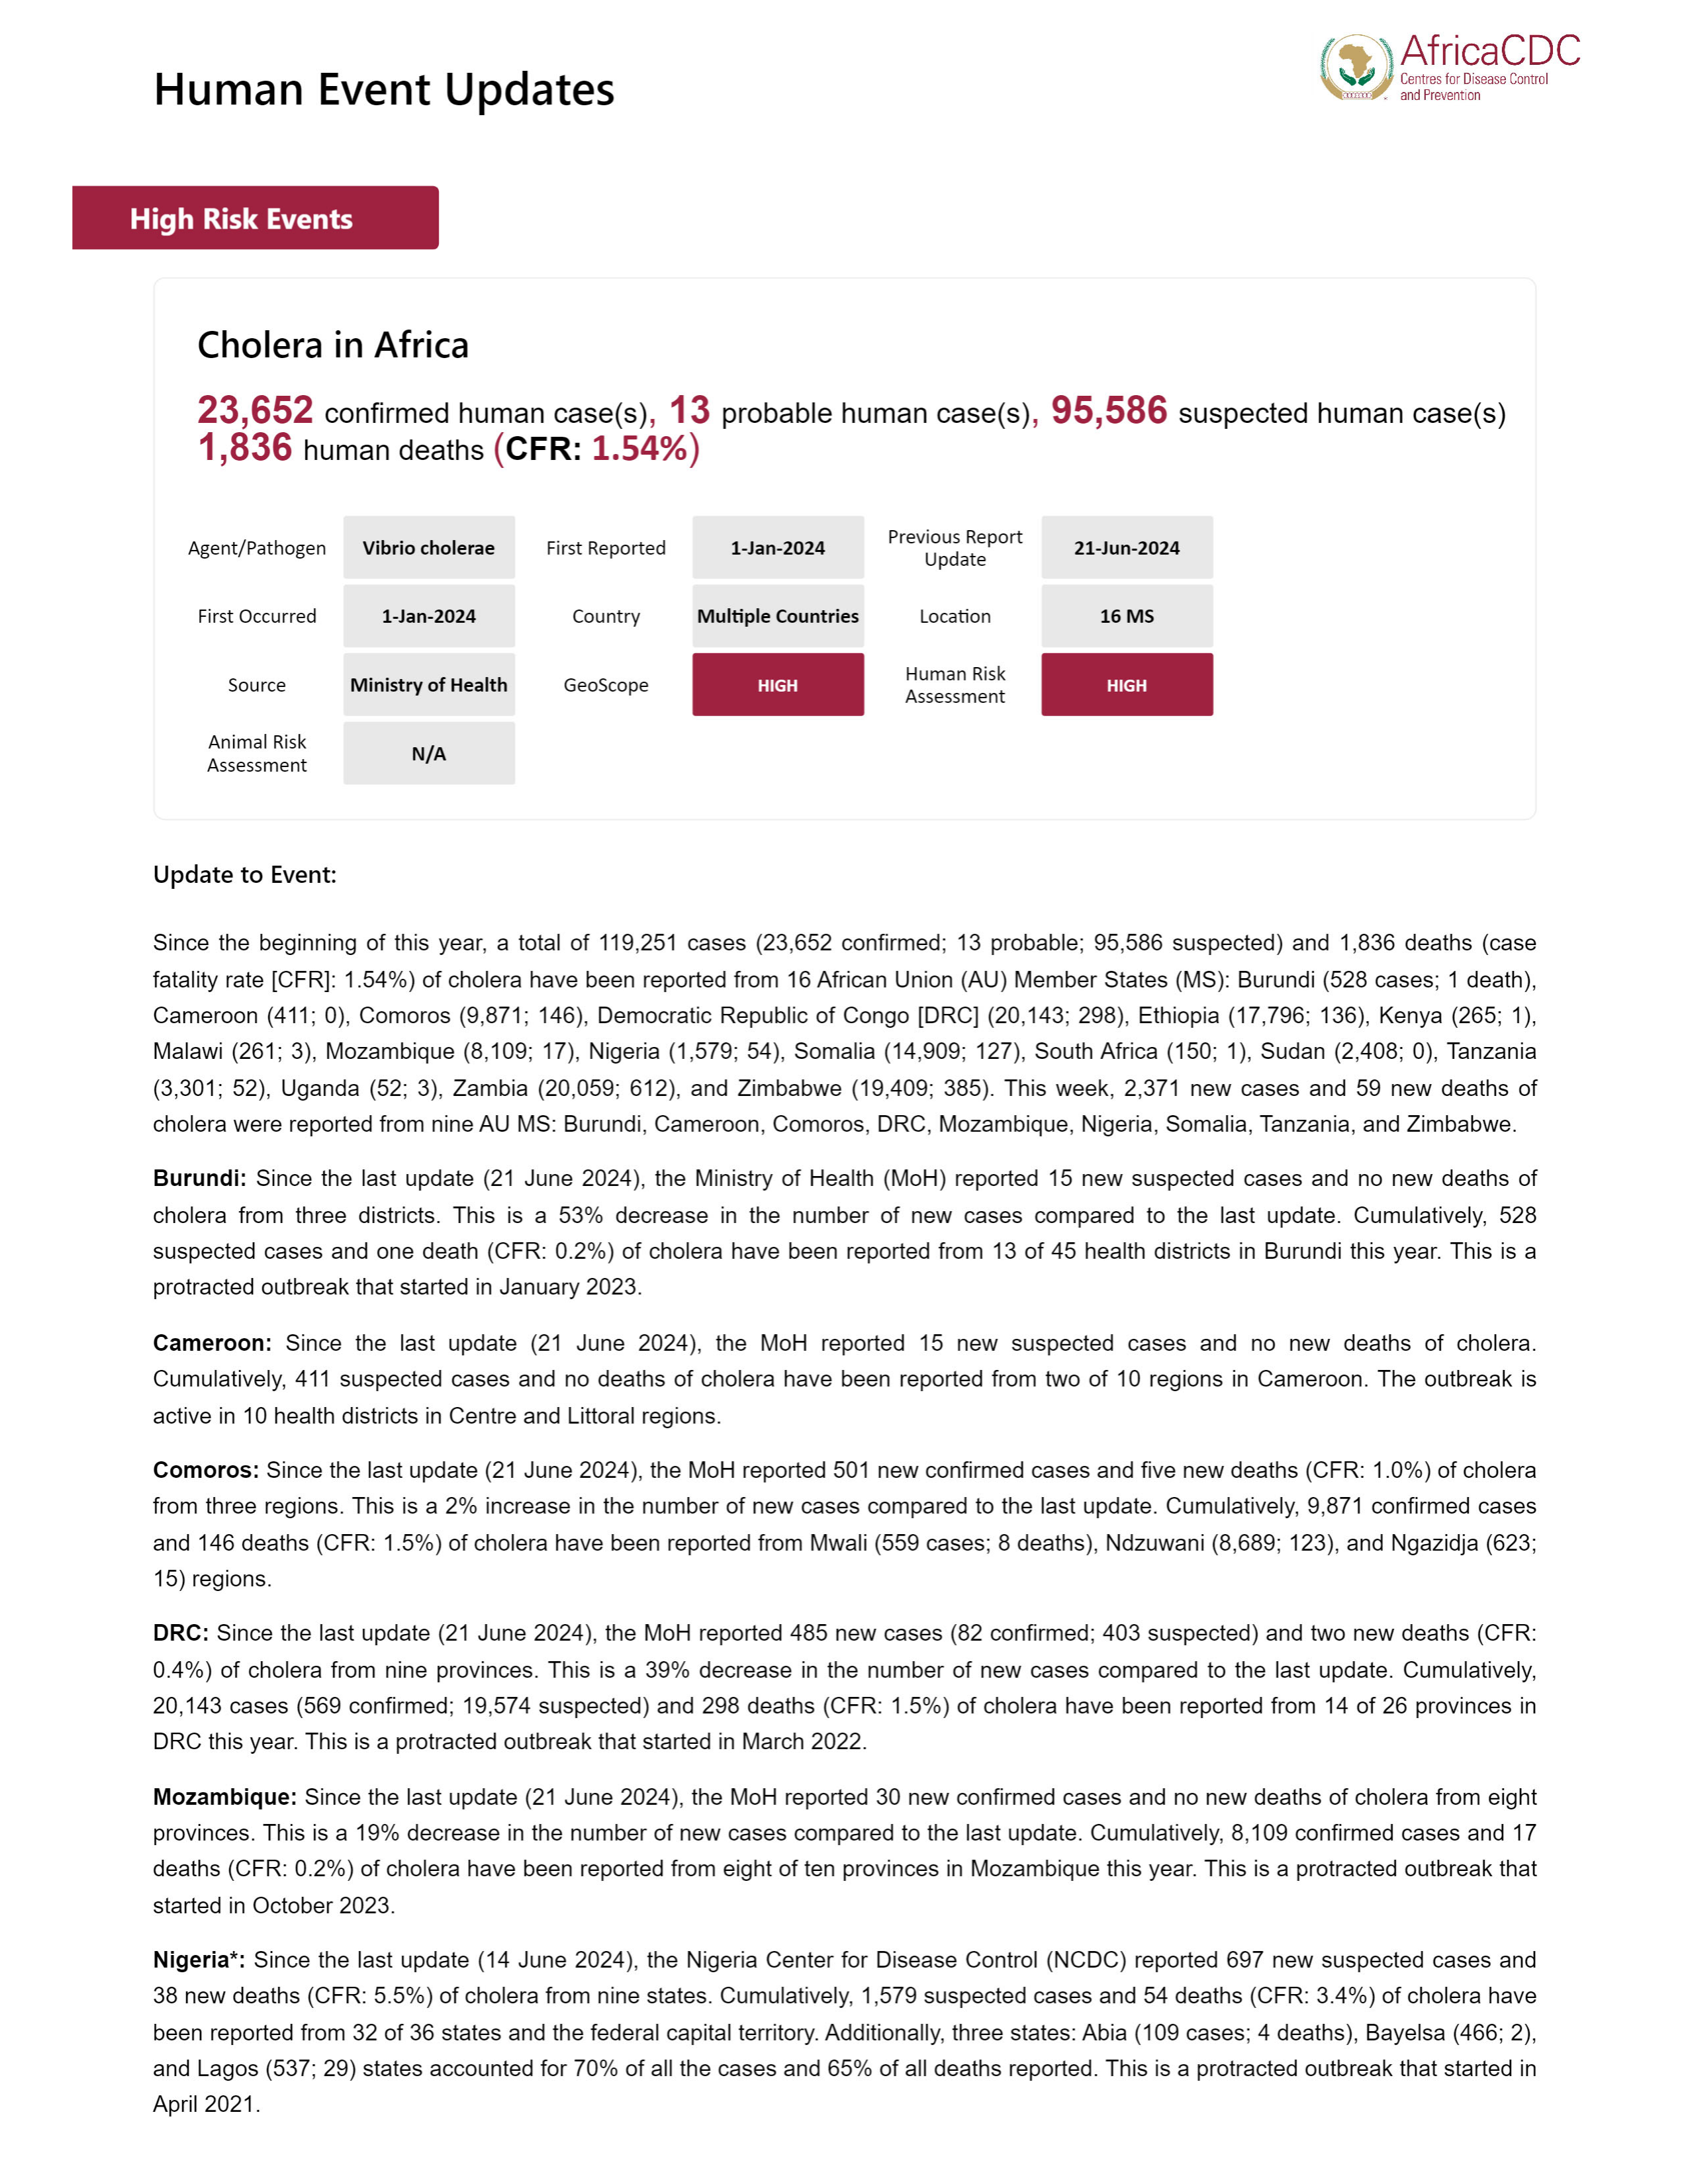 Human Event Updates
AfricaCDC
Centres for Disease Control
and Prevention
High Risk Events
Cholera in Africa
23,652 confirmed human case(s), 13 probable human case(s), 95,586 suspected human case(s)
1,836 human deaths (CFR: 1.54%)
Agent/Pathogen Vibrio cholerae First Reported 1-Jan-2024 Previous Report Update 21-Jun-2024
First Occurred 1-Jan-2024 Country Multiple Countries Location 16 MS
Source Ministry of Health GeoScope HIGH Human Risk Assessment HIGH
Animal Risk Assessment N/A
Update to Event:
Since the beginning of this year, a total of 119,251 cases (23,652 confirmed; 13 probable; 95,586 suspected) and 1,836 deaths (case
fatality rate [CFR]: 1.54%) of cholera have been reported from 16 African Union (AU) Member States (MS): Burundi (528 cases; 1 death),
Cameroon (411; 0), Comoros (9,871; 146), Democratic Republic of Congo [DRC] (20,143; 298), Ethiopia (17,796; 136), Kenya (265; 1),
Malawi (261; 3), Mozambique (8,109; 17), Nigeria (1,579; 54), Somalia (14,909; 127), South Africa (150; 1), Sudan (2,408; 0), Tanzania
(3,301; 52), Uganda (52; 3), Zambia (20,059; 612), and Zimbabwe (19,409; 385). This week, 2,371 new cases and 59 new deaths of
cholera were reported from nine AU MS: Burundi, Cameroon, Comoros, DRC, Mozambique, Nigeria, Somalia, Tanzania, and Zimbabwe.
Burundi: Since the last update (21 June 2024), the Ministry of Health (MoH) reported 15 new suspected cases and no new deaths of
cholera from three districts. This is a 53% decrease in the number of new cases compared to the last update. Cumulatively, 528
suspected cases and one death (CFR: 0.2%) of cholera have been reported from 13 of 45 health districts in Burundi this year. This is a
protracted outbreak that started in January 2023.
Cameroon: Since the last update (21 June 2024), the MoH reported 15 new suspected cases and no new deaths of cholera.
Cumulatively, 411 suspected cases and no deaths of cholera have been reported from two of 10 regions in Cameroon. The outbreak is
active in 10 health districts in Centre and Littoral regions.
Comoros: Since the last update (21 June 2024), the MoH reported 501 new confirmed cases and five new deaths (CFR: 1.0%) of cholera
from three regions. This is a 2% increase in the number of new cases compared to the last update. Cumulatively, 9,871 confirmed cases
and 146 deaths (CFR: 1.5%) of cholera have been reported from Mwali (559 cases; 8 deaths), Ndzuwani (8,689; 123), and Ngazidja (623;
15) regions.
DRC: Since the last update (21 June 2024), the MoH reported 485 new cases (82 confirmed; 403 suspected) and two new deaths (CFR:
0.4%) of cholera from nine provinces. This is a 39% decrease in the number of new cases compared to the last update. Cumulatively,
20,143 cases (569 confirmed; 19,574 suspected) and 298 deaths (CFR: 1.5%) of cholera have been reported from 14 of 26 provinces in
DRC this year. This is a protracted outbreak that started in March 2022.
Mozambique: Since the last update (21 June 2024), the MoH reported 30 new confirmed cases and no new deaths of cholera from eight
provinces. This is a 19% decrease in the number of new cases compared to the last update. Cumulatively, 8,109 confirmed cases and 17
deaths (CFR: 0.2%) of cholera have been reported from eight of ten provinces in Mozambique this year. This is a protracted outbreak that
started in October 2023.
Nigeria*: Since the last update (14 June 2024), the Nigeria Center for Disease Control (NCDC) reported 697 new suspected cases and
38 new deaths (CFR: 5.5%) of cholera from nine states. Cumulatively, 1,579 suspected cases and 54 deaths (CFR: 3.4%) of cholera have
been reported from 32 of 36 states and the federal capital territory. Additionally, three states: Abia (109 cases; 4 deaths), Bayelsa (466; 2),
and Lagos (537; 29) states accounted for 70% of all the cases and 65% of all deaths reported. This is a protracted outbreak that started in
April 2021.